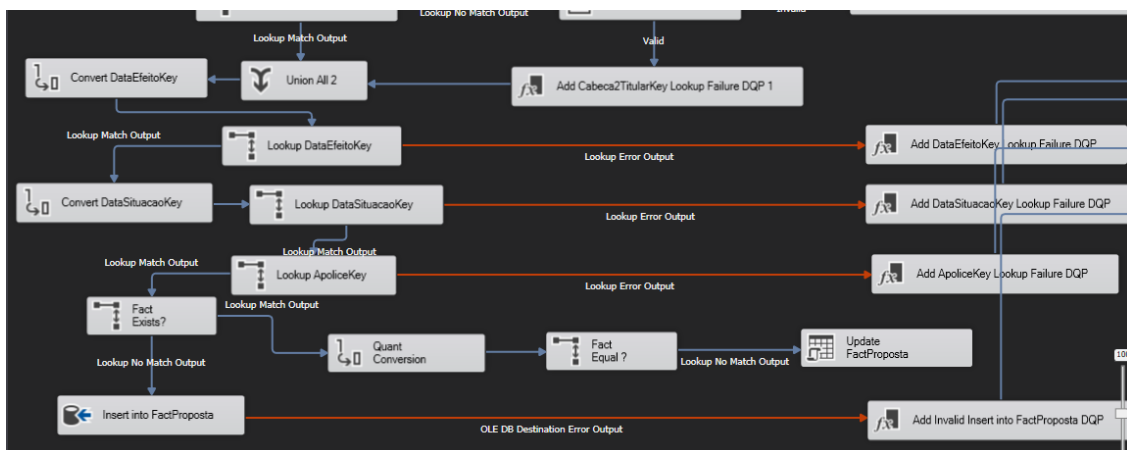 Lookup No Match Output
Invalid
Lookup Match Output
Valid
Convert DataEfeitoKey
Union All 2
Add Cabeca2TitularKey Lookup Failure DQP 1
Lookup Match Output
Lookup DataEfeitoKey
Lookup Error Output
Add DataEfeitoKey Lookup Failure DQP
Convert DataSituacaoKey
Lookup DataSituacaoKey
Lookup Error Output
Add DataSituacaoKey Lookup Failure DQP
Lookup Match Output
Lookup Match Output
Lookup ApoliceKey
Lookup Error Output
Add ApoliceKey Lookup Failure DQP
Fact
Exists?
Lookup Match Output
Quant
Conversion
Fact
Equal ?
Lookup No Match Output
Update
FactProposta
Lookup No Match Output
Insert into FactProposta
OLE DB Destination Error Output
Add Invalid Insert into FactProposta DQP